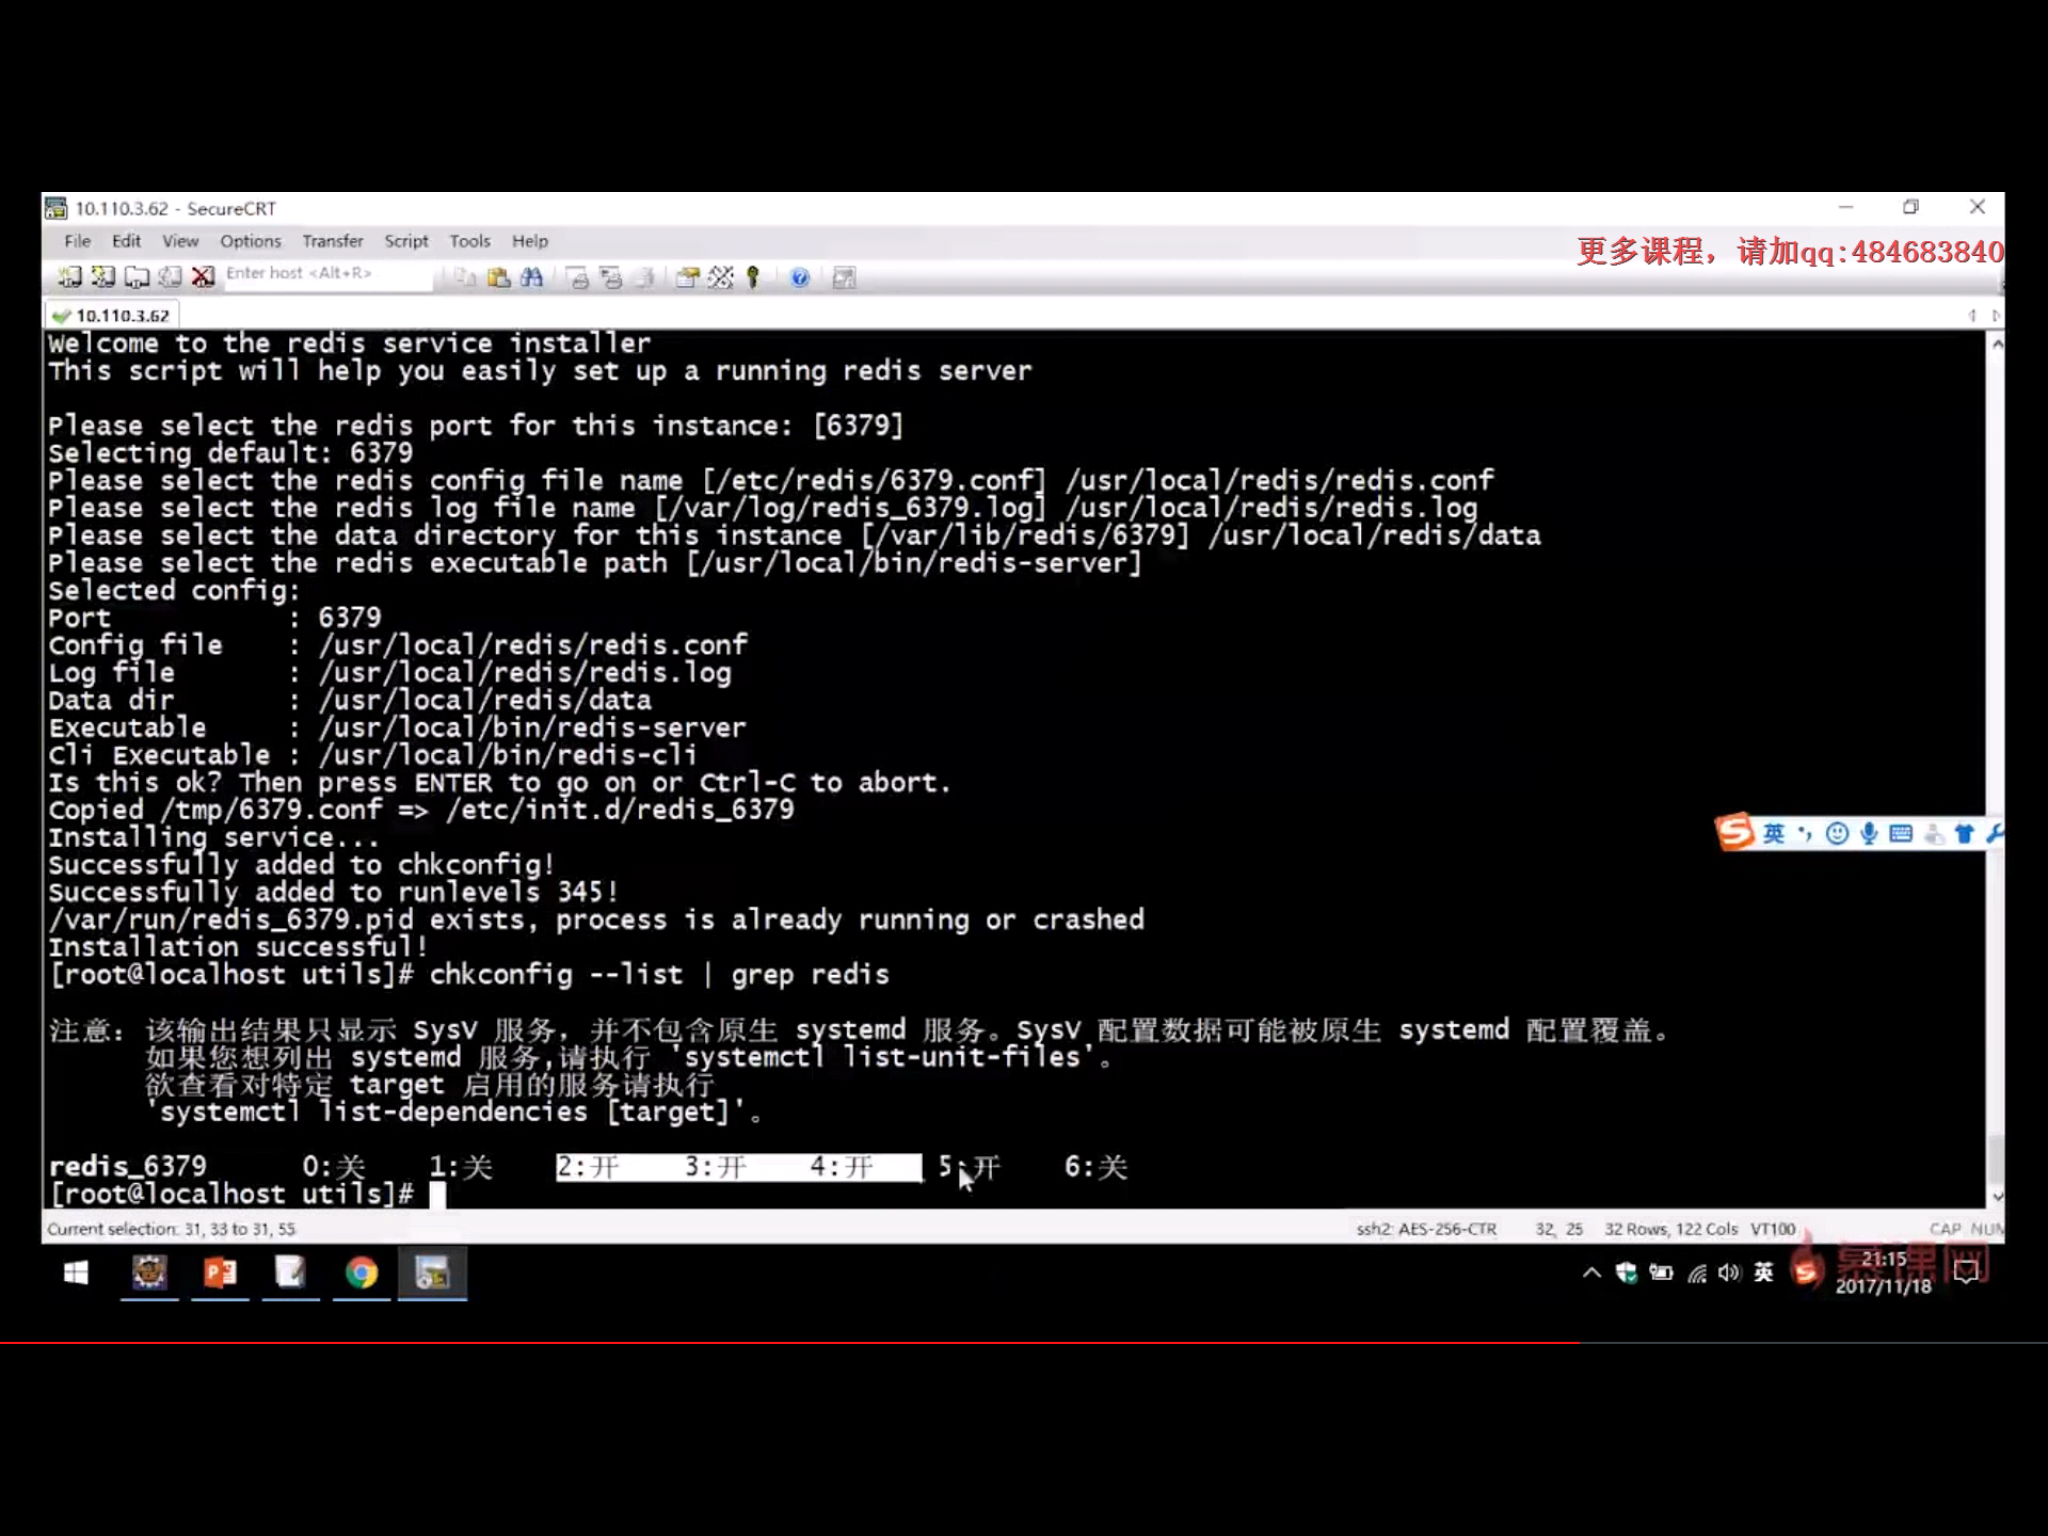 10.110.3.62 - SecureCRT
File Edit View Options Transfer Script Tools Help
更多课程，请加qq:484683840
Enter host <Alt+R>
10.110.3.62
Welcome to the redis service installer
This script will help you easily set up a running redis server
Please select the redis port for this instance: [6379]
Selecting default: 6379
Please select the redis config file name [/etc/redis/6379.conf] /usr/local/redis/redis.conf
Please select the redis log file name [/var/log/redis_6379.log] /usr/local/redis/redis.log
Please select the data directory for this instance [/var/lib/redis/6379] /usr/local/redis/data
Please select the redis executable path [/usr/local/bin/redis-server]
Selected config:
Port : 6379
Config file : /usr/local/redis/redis.conf
Log file : /usr/local/redis/redis.log
Data dir : /usr/local/redis/data
Executable : /usr/local/bin/redis-server
Cli Executable : /usr/local/bin/redis-cli
Is this ok? Then press ENTER to go on or Ctrl-C to abort.
Copied /tmp/6379.conf => /etc/init.d/redis_6379
Installing service...
Successfully added to chkconfig!
Successfully added to runlevels 345!
/var/run/redis_6379.pid exists, process is already running or crashed
Installation successful!
[root@localhost utils]# chkconfig --list | grep redis
注意：该输出结果只显示 SysV 服务，并不包含原生 systemd 服务。SysV 配置数据可能被原生 systemd 配置覆盖。
如果您想列出 systemd 服务,请执行 'systemctl list-unit-files'。
欲查看对特定 target 启用的服务请执行
'systemctl list-dependencies [target]'。
redis_6379 0:关 1:关 2:开 3:开 4:开 5:开 6:关
[root@localhost utils]#
英
Current selection: 31, 33 to 31, 55 ssh2: AES-256-CTR 32, 25 32 Rows, 122 Cols VT100 CAP NUM
英
慕课网
21:15
2017/11/18